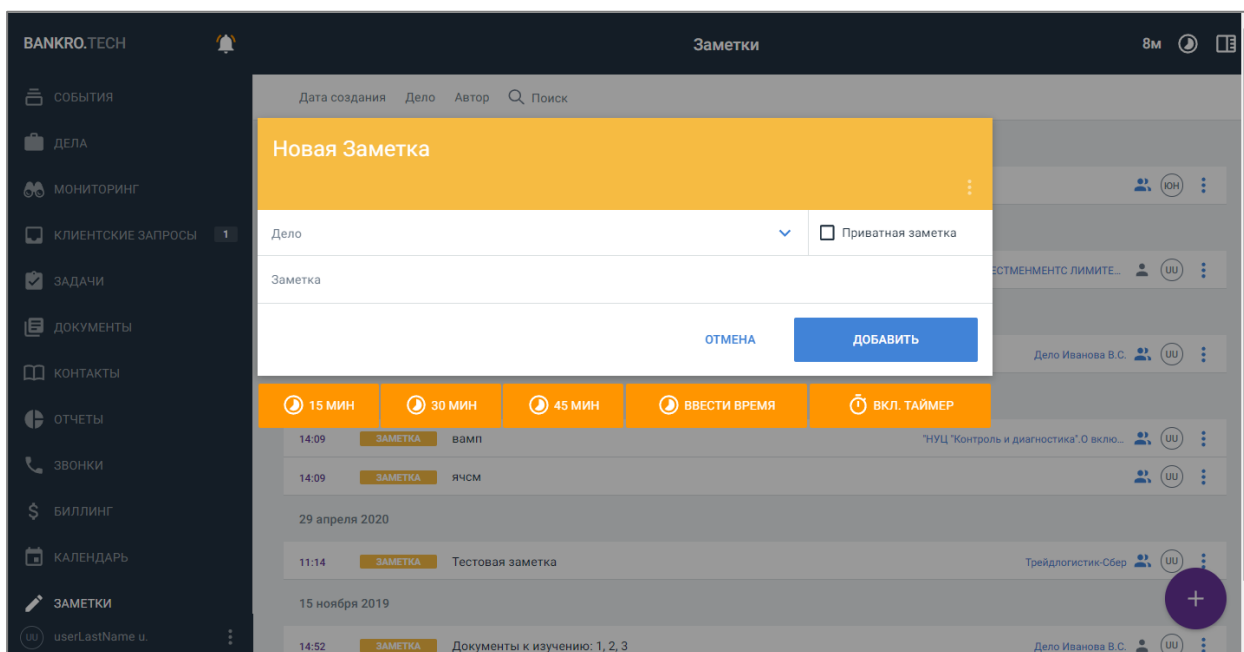 BANKRO.TECH
Заметки
8м
СОБЫТИЯ
ДЕЛА
МОНИТОРИНГ
КЛИЕНТСКИЕ ЗАПРОСЫ 1
ЗАДАЧИ
ДОКУМЕНТЫ
КОНТАКТЫ
ОТЧЕТЫ
ЗВОНКИ
БИЛЛИНГ
КАЛЕНДАРЬ
ЗАМЕТКИ
UU userLastName u.
Дата создания Дело Автор Поиск
Новая Заметка
Дело
Приватная заметка
Заметка
ОТМЕНА
ДОБАВИТЬ
15 МИН 30 МИН 45 МИН ВВЕСТИ ВРЕМЯ ВКЛ. ТАЙМЕР
ЮН
ЕСТМЕНМЕНТС ЛИМИТЕ... UU
Дело Иванова В.С. UU
14:09 ЗАМЕТКА вамп "НУЦ "Контроль и диагностика".О вклю... UU
14:09 ЗАМЕТКА ячсм UU
29 апреля 2020
11:14 ЗАМЕТКА Тестовая заметка Трейдлогистик-Сбер UU
15 ноября 2019
14:52 ЗАМЕТКА Документы к изучению: 1, 2, 3 Дело Иванова В.С. UU